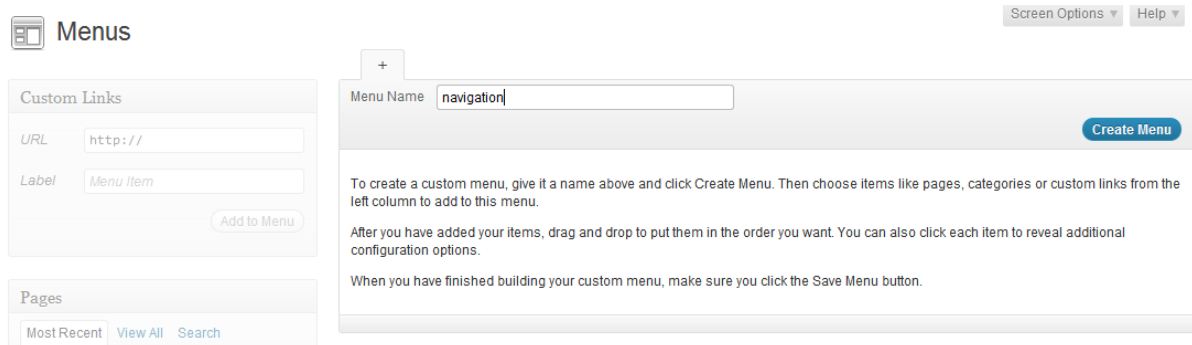 Screen Options Help
Menus
+
Menu Name navigation
Create Menu
Custom Links
URL http://
Label Menu Item
Add to Menu
To create a custom menu, give it a name above and click Create Menu. Then choose items like pages, categories or custom links from the
left column to add to this menu.
After you have added your items, drag and drop to put them in the order you want. You can also click each item to reveal additional
configuration options.
When you have finished building your custom menu, make sure you click the Save Menu button.
Pages
Most Recent View All Search